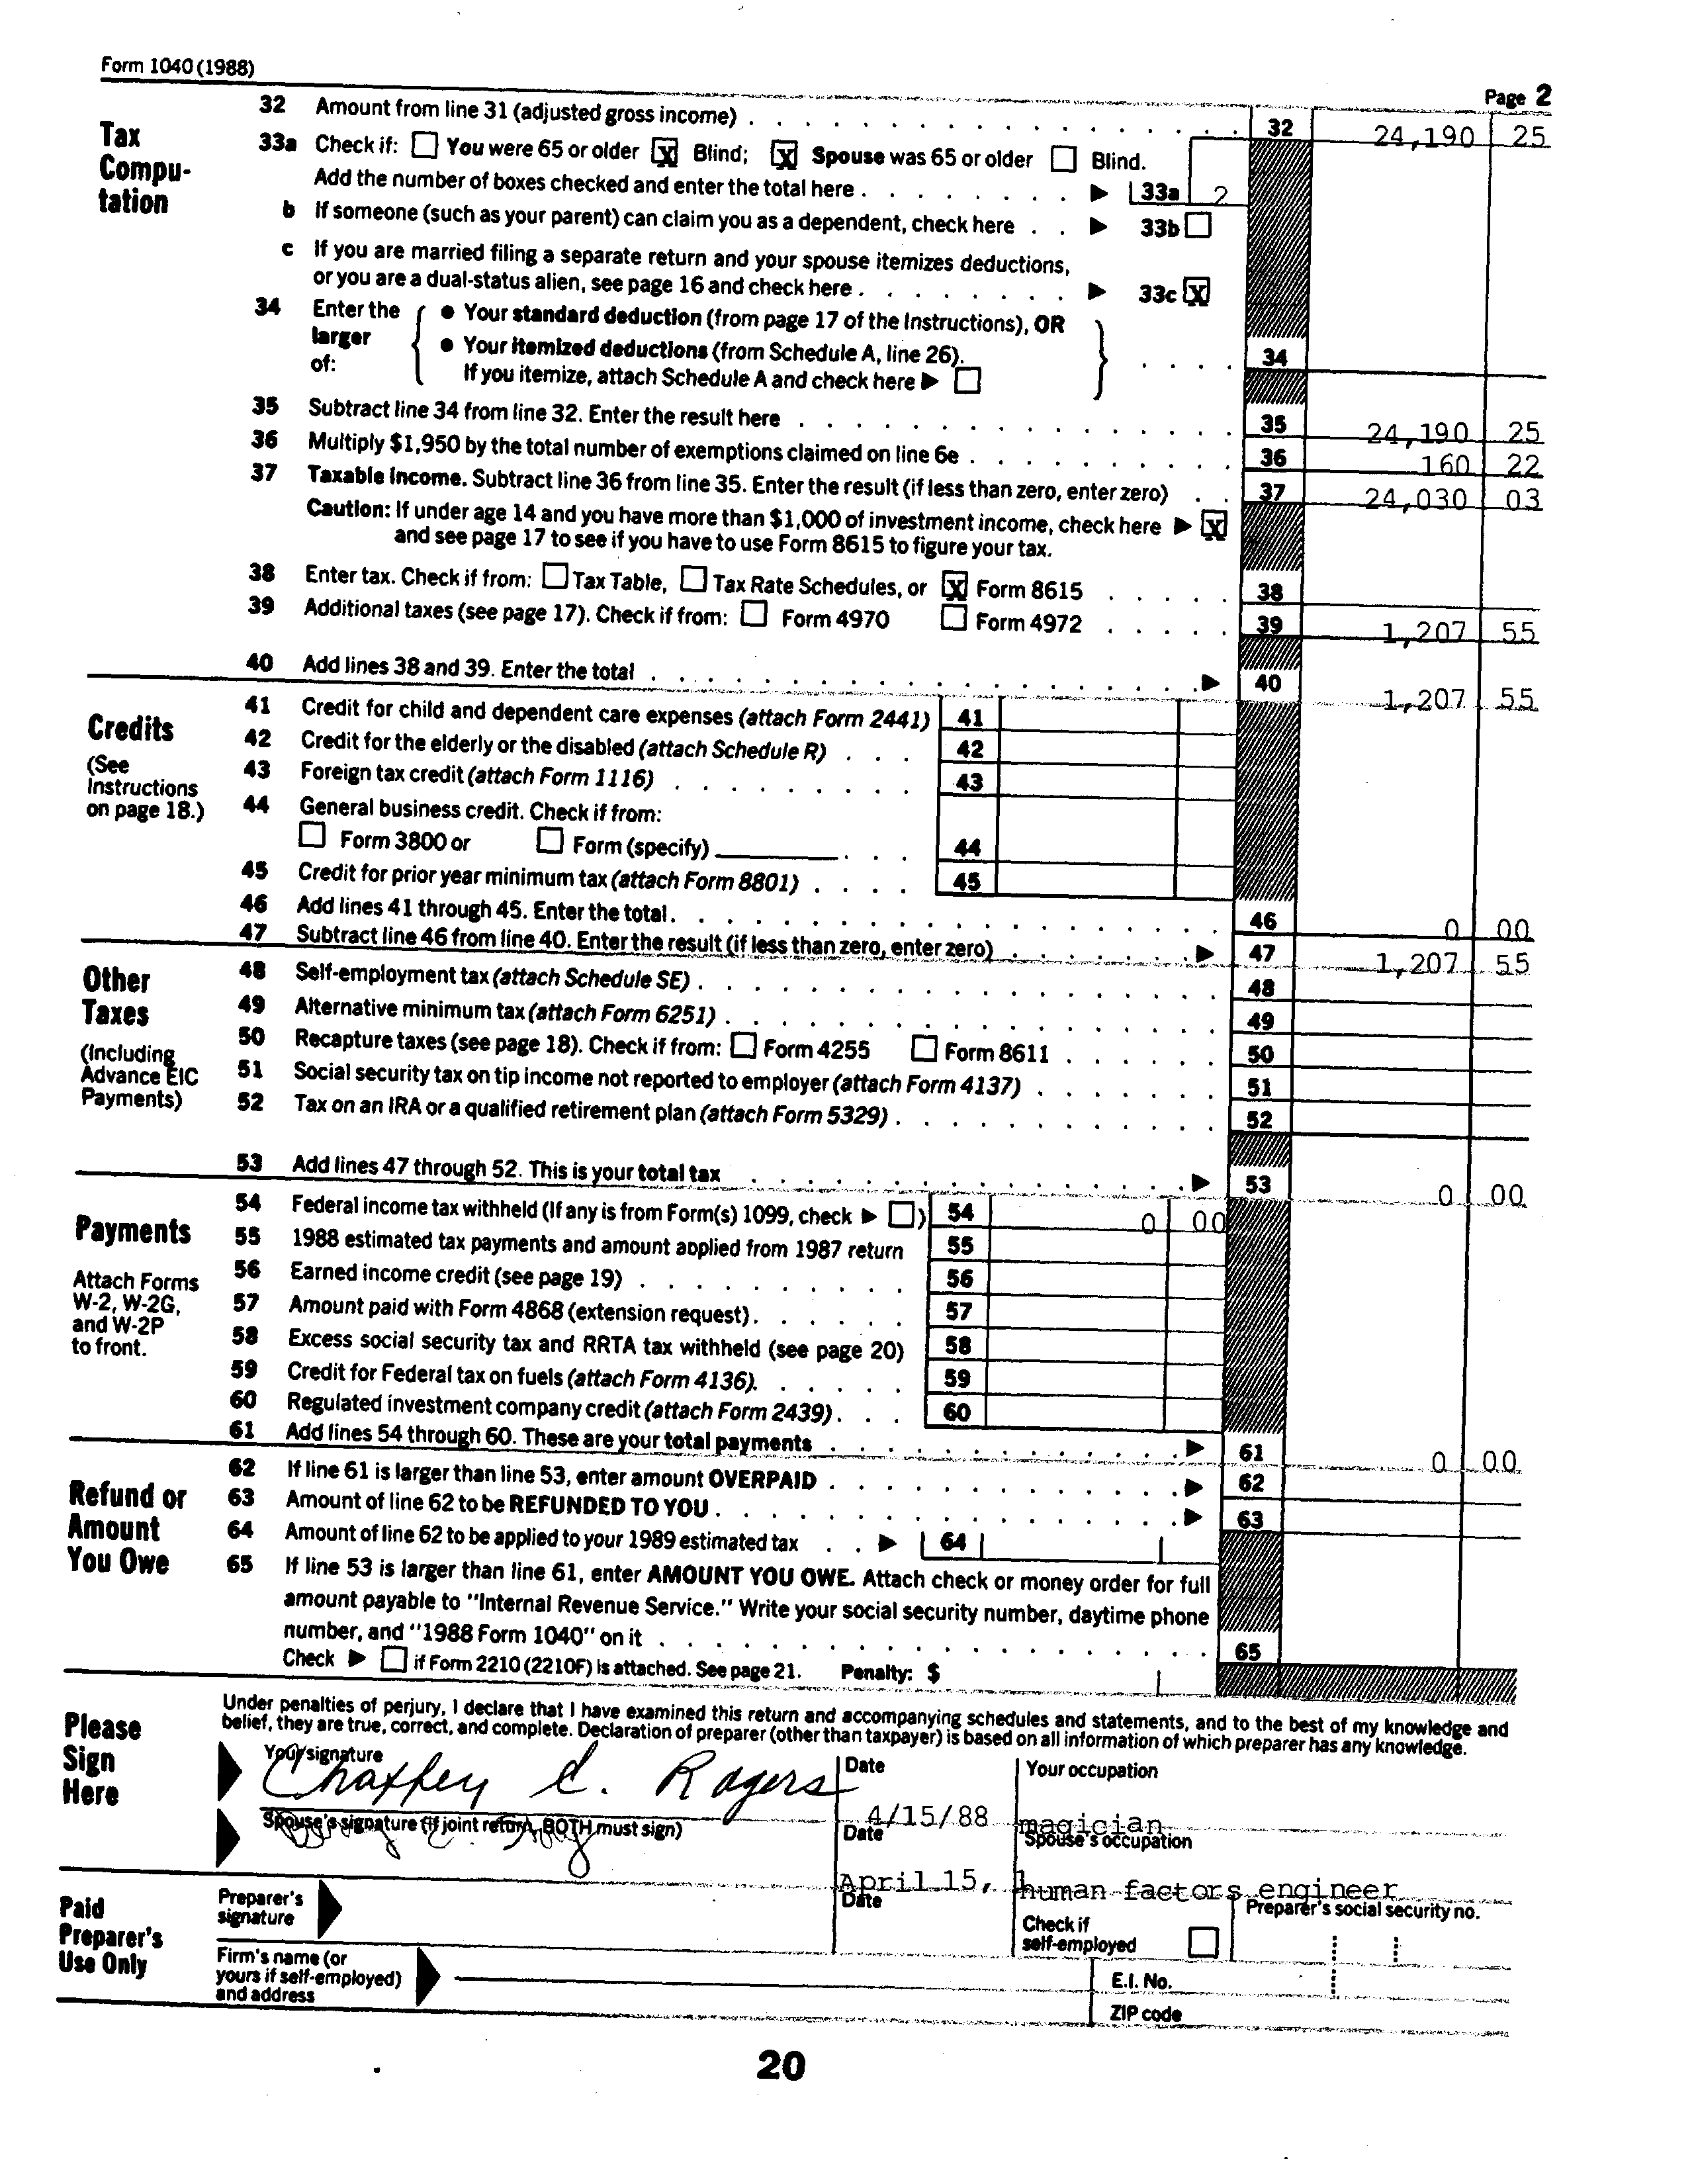 Form 1040 (1988)
Page 2
Tax Compu-tation
32 Amount from line 31 (adjusted gross income) . . . 32 24,190 25
33a Check if: You were 65 or older X Blind; X Spouse was 65 or older Blind.
Add the number of boxes checked and enter the total here . . . ▶ 33a 2
b If someone (such as your parent) can claim you as a dependent, check here . . ▶ 33b
c If you are married filing a separate return and your spouse itemizes deductions,
or you are a dual-status alien, see page 16 and check here . . . ▶ 33c X
34 Enter the larger of:
● Your standard deduction (from page 17 of the Instructions), OR
● Your itemized deductions (from Schedule A, line 26).
If you itemize, attach Schedule A and check here ▶
34
35 Subtract line 34 from line 32. Enter the result here . . . 35 24,190 25
36 Multiply $1,950 by the total number of exemptions claimed on line 6e . . . 36 160 22
37 Taxable income. Subtract line 36 from line 35. Enter the result (if less than zero, enter zero) . . 37 24,030 03
Caution: If under age 14 and you have more than $1,000 of investment income, check here ▶ X
and see page 17 to see if you have to use Form 8615 to figure your tax.
38 Enter tax. Check if from: Tax Table, Tax Rate Schedules, or X Form 8615 . . . 38
39 Additional taxes (see page 17). Check if from: Form 4970 Form 4972 . . . 39 1,207 55
40 Add lines 38 and 39. Enter the total . . . ▶ 40 1,207 55
Credits
(See Instructions on page 18.)
41 Credit for child and dependent care expenses (attach Form 2441) 41
42 Credit for the elderly or the disabled (attach Schedule R) . . . 42
43 Foreign tax credit (attach Form 1116) . . . 43
44 General business credit. Check if from:
Form 3800 or Form (specify) . . . 44
45 Credit for prior year minimum tax (attach Form 8801) . . . 45
46 Add lines 41 through 45. Enter the total . . . 46 0 00
47 Subtract line 46 from line 40. Enter the result (if less than zero, enter zero) . . . ▶ 47 1,207 55
Other Taxes
(Including Advance EIC Payments)
48 Self-employment tax (attach Schedule SE) . . . 48
49 Alternative minimum tax (attach Form 6251) . . . 49
50 Recapture taxes (see page 18). Check if from: Form 4255 Form 8611 . . . 50
51 Social security tax on tip income not reported to employer (attach Form 4137) . . . 51
52 Tax on an IRA or a qualified retirement plan (attach Form 5329) . . . 52
53 Add lines 47 through 52. This is your total tax . . . ▶ 53 0 00
Payments
Attach Forms W-2, W-2G, and W-2P to front.
54 Federal income tax withheld (If any is from Form(s) 1099, check ▶ ) 54 0 00
55 1988 estimated tax payments and amount applied from 1987 return 55
56 Earned income credit (see page 19) . . . 56
57 Amount paid with Form 4868 (extension request) . . . 57
58 Excess social security tax and RRTA tax withheld (see page 20) 58
59 Credit for Federal tax on fuels (attach Form 4136). . . . 59
60 Regulated investment company credit (attach Form 2439) . . . 60
61 Add lines 54 through 60. These are your total payments . . . ▶ 61 0 00
Refund or Amount You Owe
62 If line 61 is larger than line 53, enter amount OVERPAID . . . ▶ 62
63 Amount of line 62 to be REFUNDED TO YOU . . . ▶ 63
64 Amount of line 62 to be applied to your 1989 estimated tax . . ▶ 64
65 If line 53 is larger than line 61, enter AMOUNT YOU OWE. Attach check or money order for full
amount payable to "Internal Revenue Service." Write your social security number, daytime phone
number, and "1988 Form 1040" on it . . . 65
Check ▶ if Form 2210 (2210F) is attached. See page 21. Penalty: $
Please Sign Here
Under penalties of perjury, I declare that I have examined this return and accompanying schedules and statements, and to the best of my knowledge and
belief, they are true, correct, and complete. Declaration of preparer (other than taxpayer) is based on all information of which preparer has any knowledge.
Your signature Date Your occupation
C. Rogers 4/15/88 magician
Spouse's signature (if joint return, BOTH must sign) Date Spouse's occupation
April 15, human factors engineer
Paid Preparer's Use Only
Preparer's signature Date Check if self-employed Preparer's social security no.
Firm's name (or yours if self-employed) and address E.I. No.
ZIP code
20